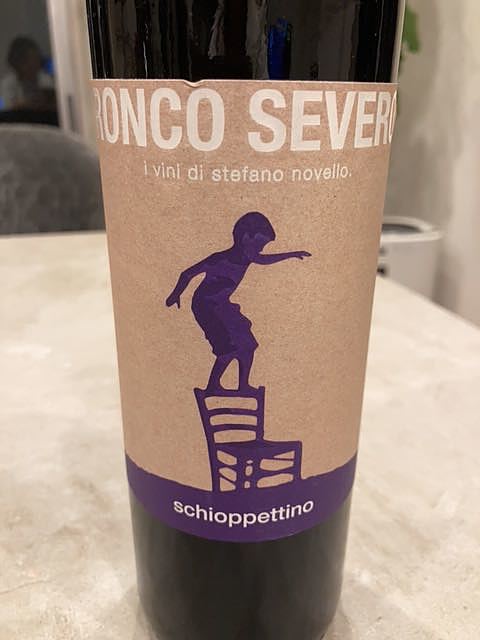 RONCO SEVERO
i vini di stefano novello.
schioppettino